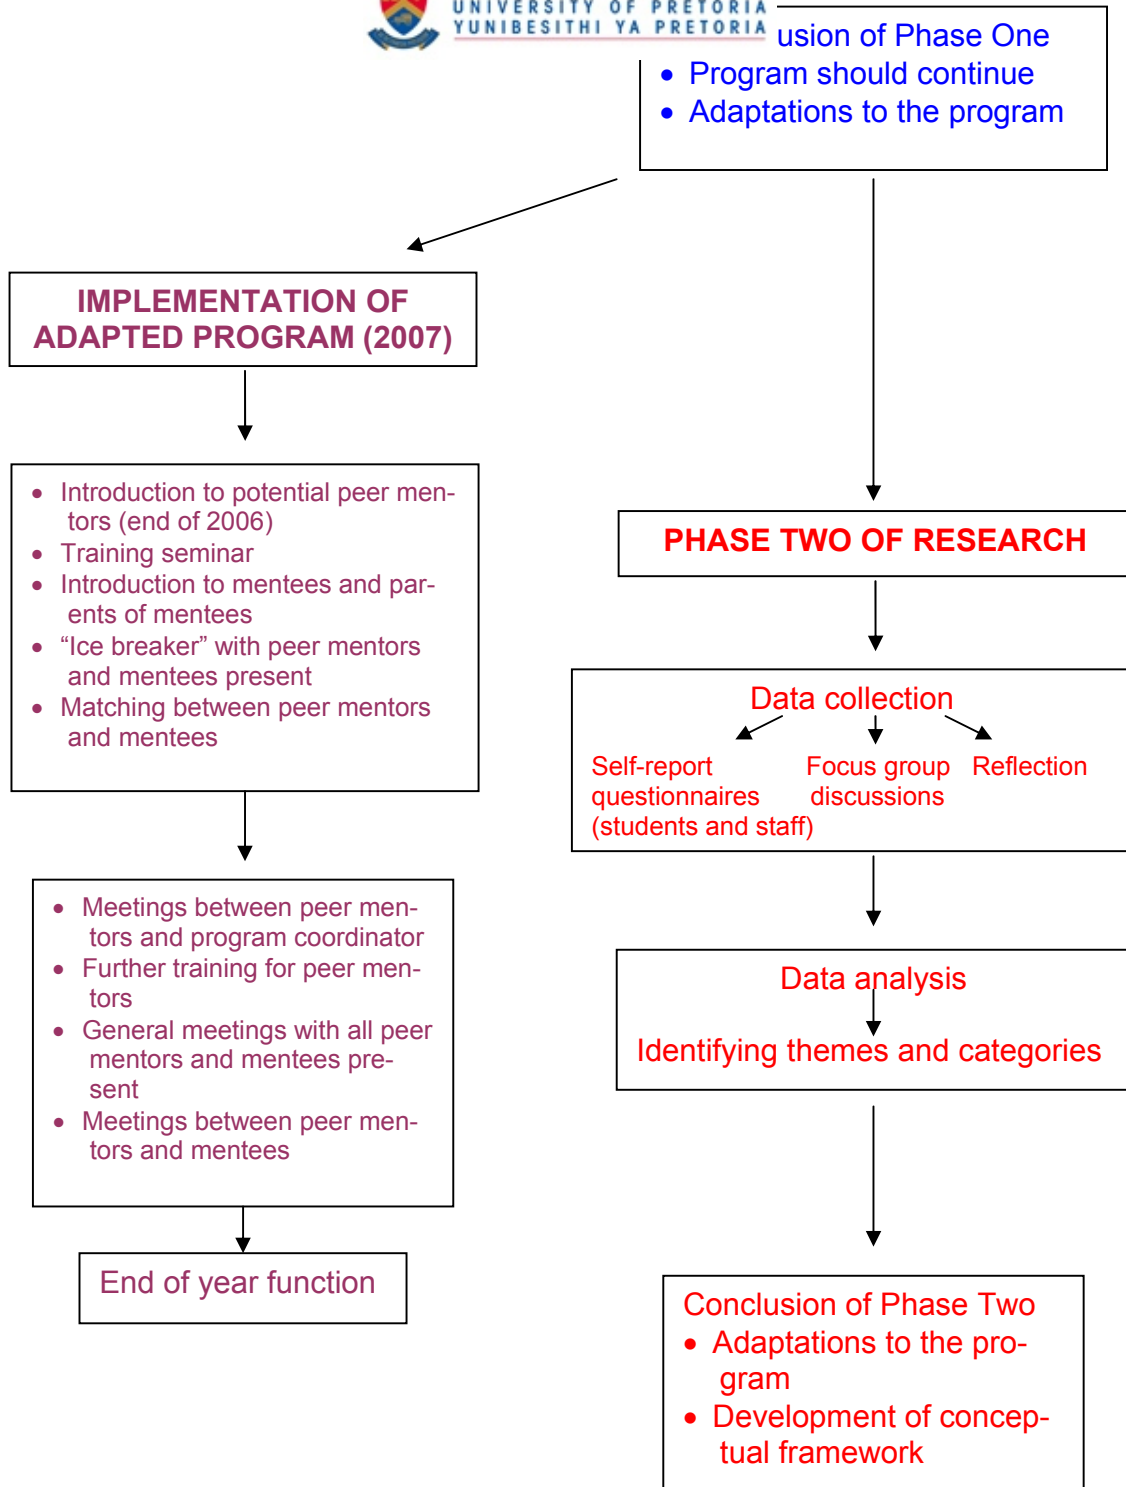 UNIVERSITY OF PRETORIA
YUNIBESITHI YA PRETORIA
usion of Phase One
• Program should continue
• Adaptations to the program
IMPLEMENTATION OF
ADAPTED PROGRAM (2007)
• Introduction to potential peer men-
tors (end of 2006)
• Training seminar
• Introduction to mentees and par-
ents of mentees
• “Ice breaker” with peer mentors
and mentees present
• Matching between peer mentors
and mentees
• Meetings between peer men-
tors and program coordinator
• Further training for peer men-
tors
• General meetings with all peer
mentors and mentees pre-
sent
• Meetings between peer men-
tors and mentees
End of year function
PHASE TWO OF RESEARCH
Data collection
Self-report
questionnaires
(students and staff)
Focus group
discussions
Reflection
Data analysis
Identifying themes and categories
Conclusion of Phase Two
• Adaptations to the pro-
gram
• Development of concep-
tual framework